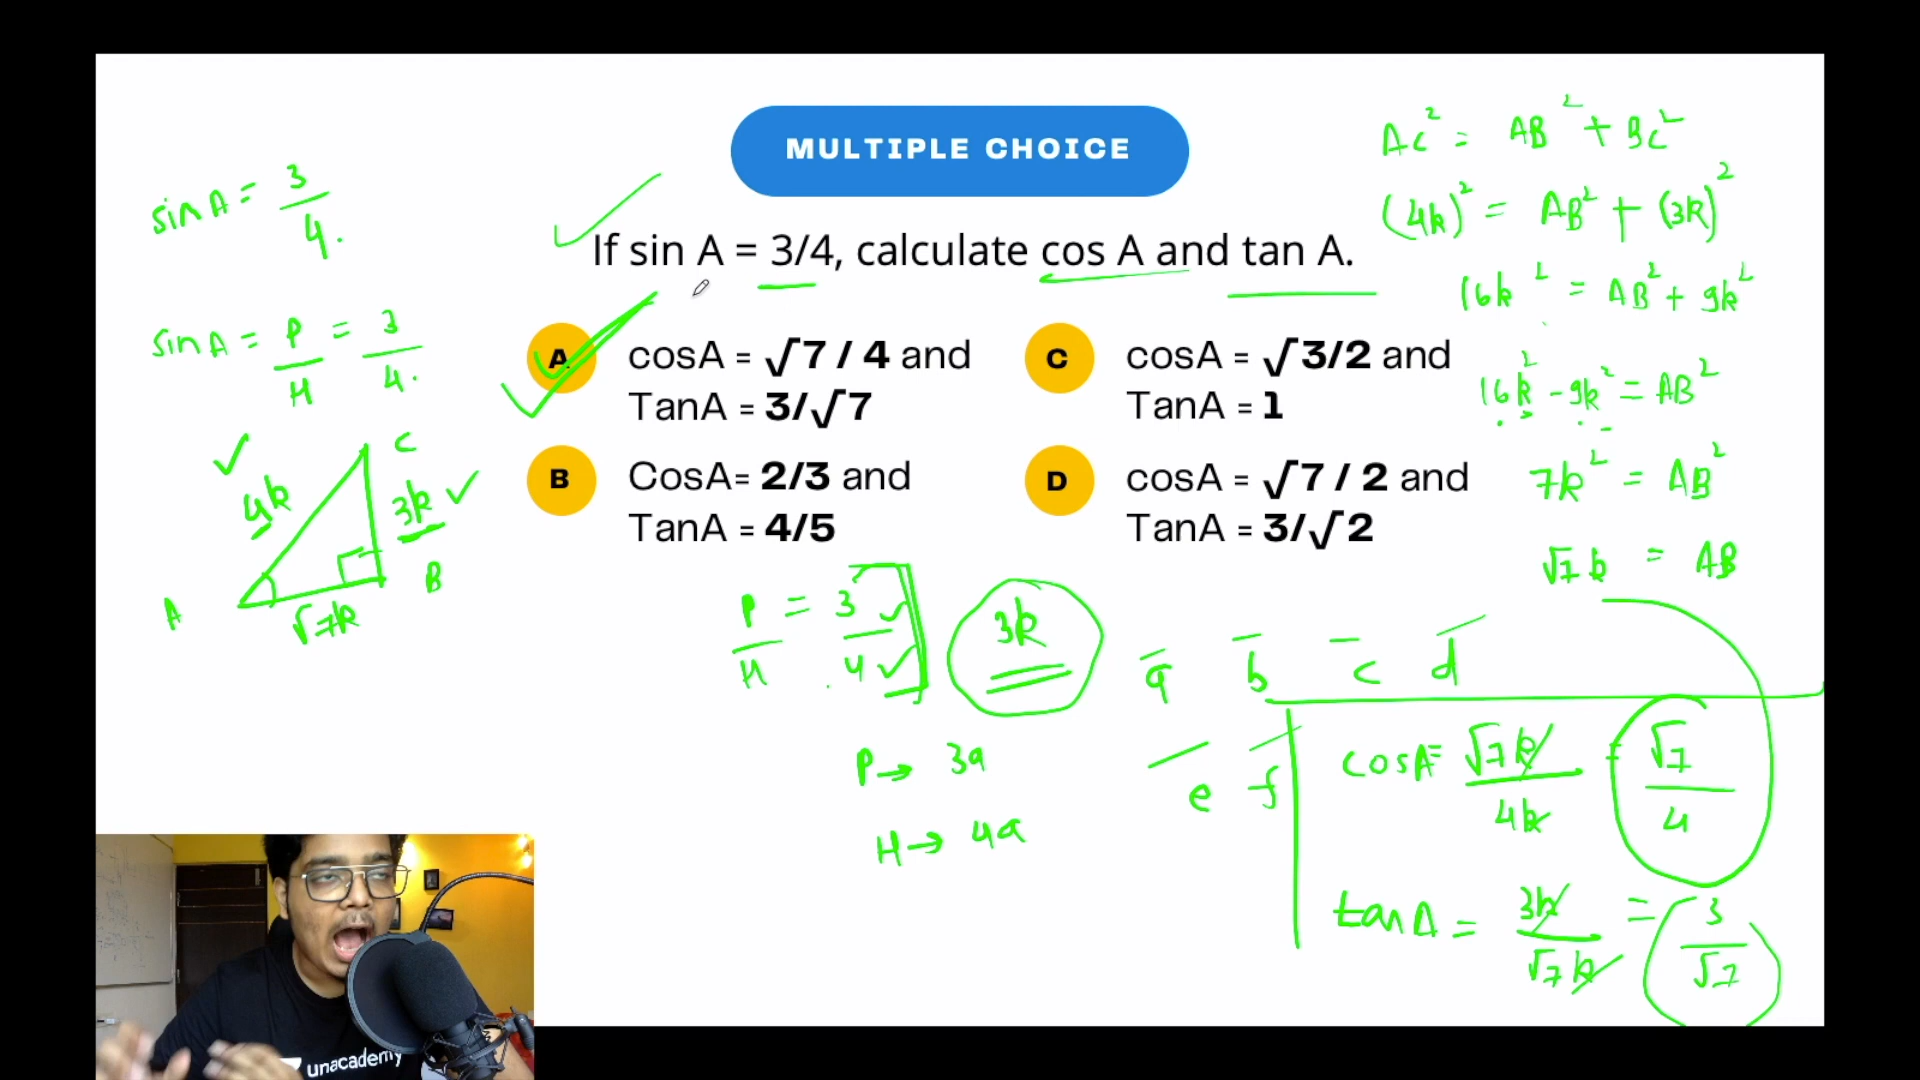 MULTIPLE CHOICE
If sin A = 3/4, calculate cos A and tan A.
A
cosA = √7 / 4 and
TanA = 3/√7
B
CosA= 2/3 and
TanA = 4/5
C
cosA = √3/2 and
TanA = 1
D
cosA = √7 / 2 and
TanA = 3/√2
sinA = 3/4.
sinA = P/H = 3/4.
C
4k
3k
B
A
√7k
P/H = 3/4
3k
P → 3a
H → 4a
a b c d
e f
AC² = AB² + BC²
(4k)² = AB² + (3k)²
16k² = AB² + 9k²
16k² - 9k² = AB²
7k² = AB²
√7k = AB
cosA = √7k/4k = √7/4
tanA = 3k/√7k = 3/√7
unacademy